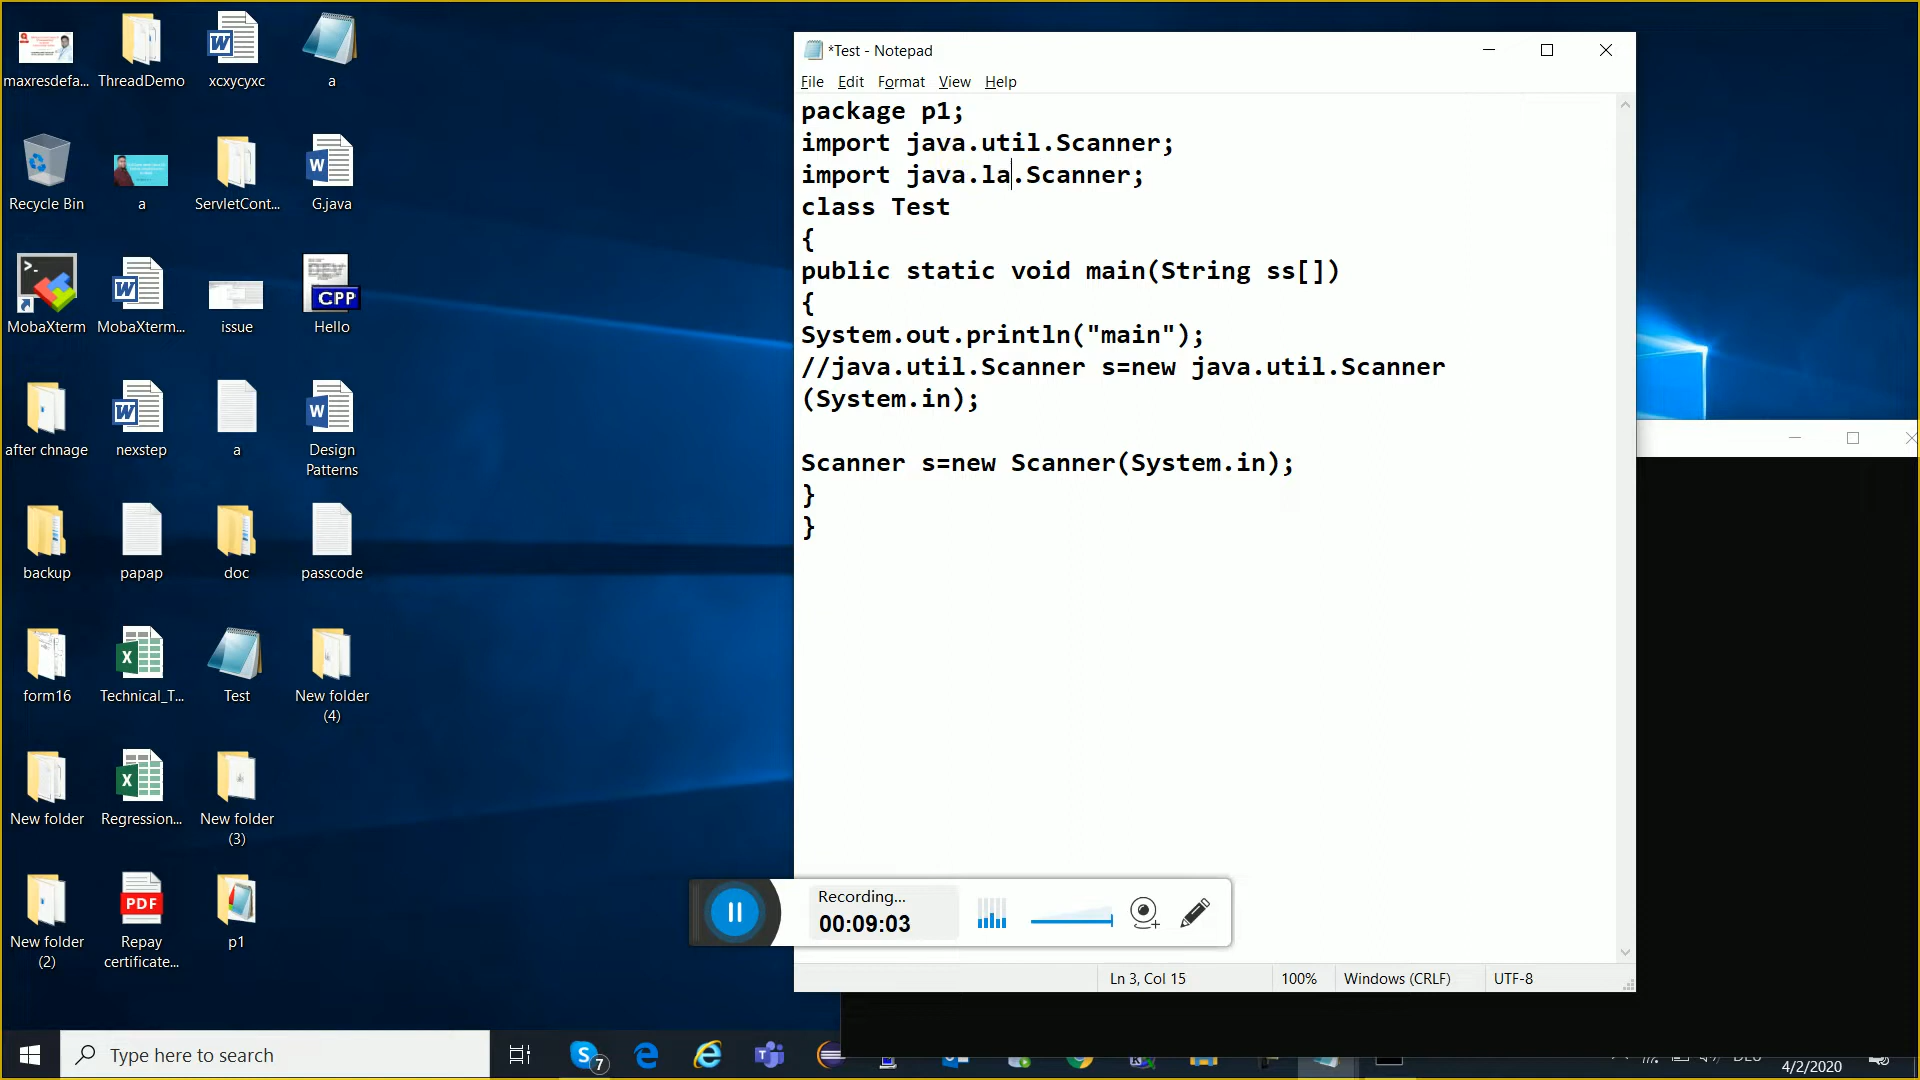 maxresdefa...
ThreadDemo
xcxycyxc
a
Recycle Bin
a
ServletCont...
G.java
MobaXterm
MobaXterm...
issue
CPP
Hello
after chnage
nexstep
a
Design
Patterns
backup
papap
doc
passcode
form16
Technical_T...
Test
New folder
(4)
New folder
Regression...
New folder
(3)
New folder
(2)
PDF
Repay
certificate...
p1
*Test - Notepad
File Edit Format View Help
package p1;
import java.util.Scanner;
import java.la.Scanner;
class Test
{
public static void main(String ss[])
{
System.out.println("main");
//java.util.Scanner s=new java.util.Scanner
(System.in);
Scanner s=new Scanner(System.in);
}
}
Recording...
00:09:03
Ln 3, Col 15
100%
Windows (CRLF)
UTF-8
Type here to search
7
4/2/2020